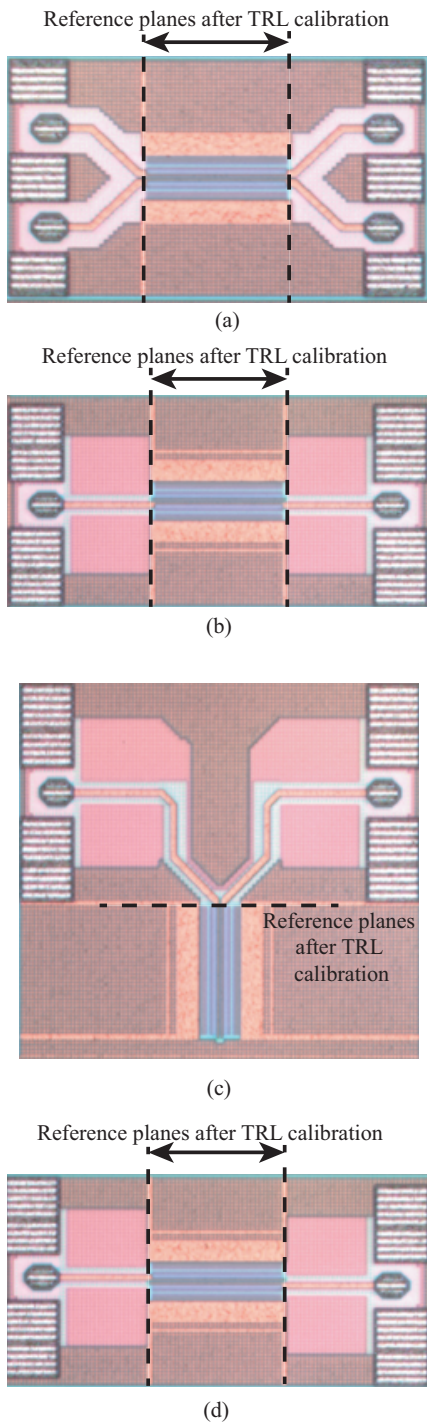 Reference planes after TRL calibration
(a)
Reference planes after TRL calibration
(b)
Reference planes
after TRL
calibration
(c)
Reference planes after TRL calibration
(d)